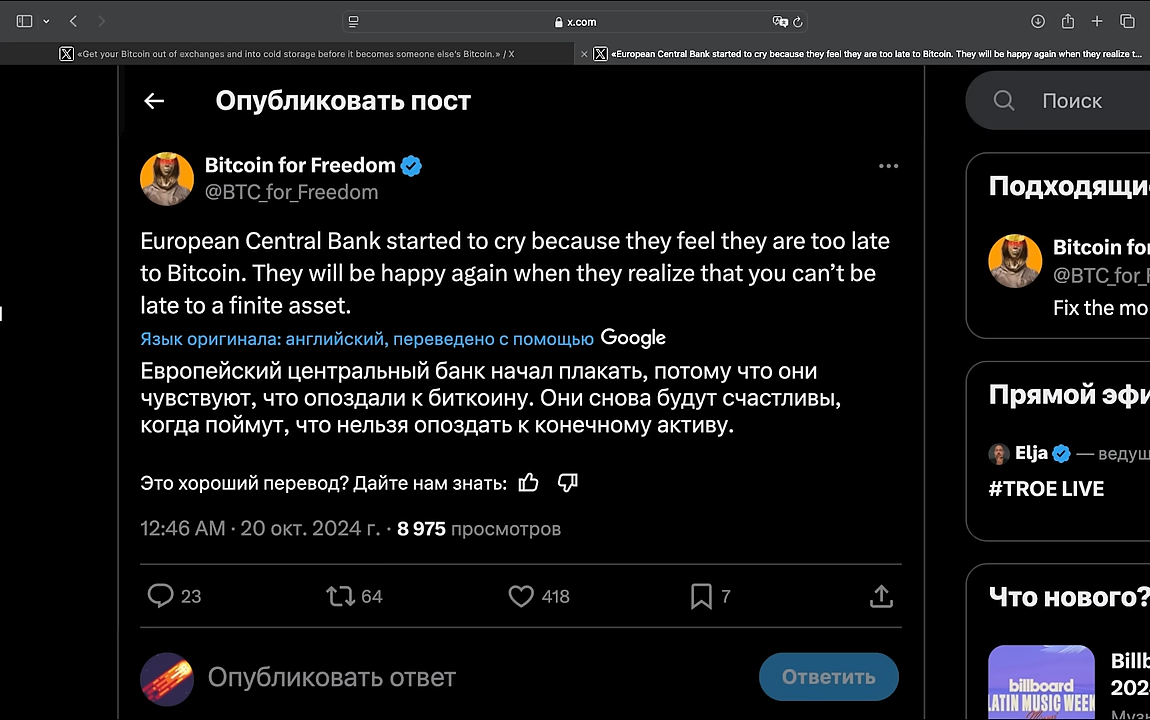 x.com
«Get your Bitcoin out of exchanges and into cold storage before it becomes someone else's Bitcoin.» / X
«European Central Bank started to cry because they feel they are too late to Bitcoin. They will be happy again when they realize t...
Опубликовать пост
Поиск
Bitcoin for Freedom
@BTC_for_Freedom
European Central Bank started to cry because they feel they are too late
to Bitcoin. They will be happy again when they realize that you can’t be
late to a finite asset.
Язык оригинала: английский, переведено с помощью Google
Европейский центральный банк начал плакать, потому что они
чувствуют, что опоздали к биткоину. Они снова будут счастливы,
когда поймут, что нельзя опоздать к конечному активу.
Это хороший перевод? Дайте нам знать:
12:46 AM · 20 окт. 2024 г. · 8 975 просмотров
23 64 418 7
Опубликовать ответ
Ответить
Подходящи
Bitcoin fo
@BTC_for_
Fix the mo
Прямой эфи
Elja — ведущ
#TROE LIVE
Что нового?
billboard
LATIN MUSIC WEEK
Billb
202
Музы